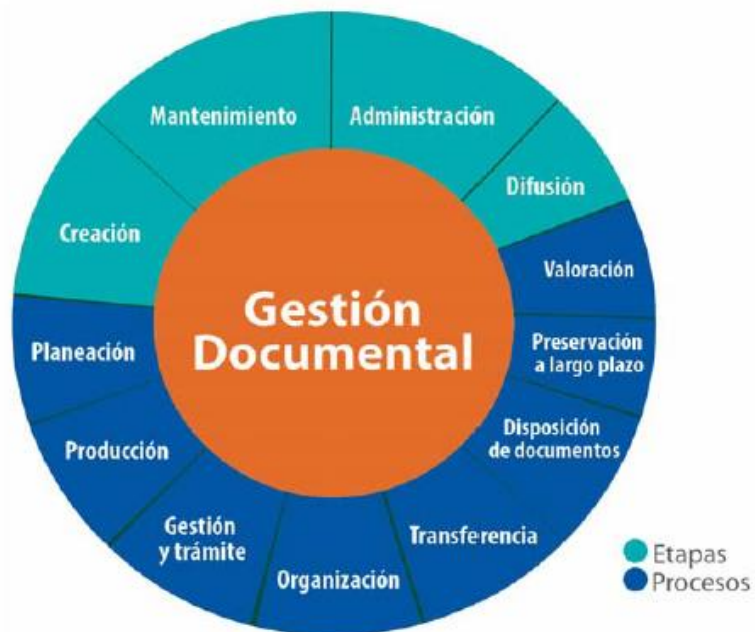 Mantenimiento
Administración
Difusión
Creación
Valoración
Gestión
Documental
Planeación
Preservación
a largo plazo
Producción
Disposición
de documentos
Gestión
y trámite
Transferencia
Organización
Etapas
Procesos